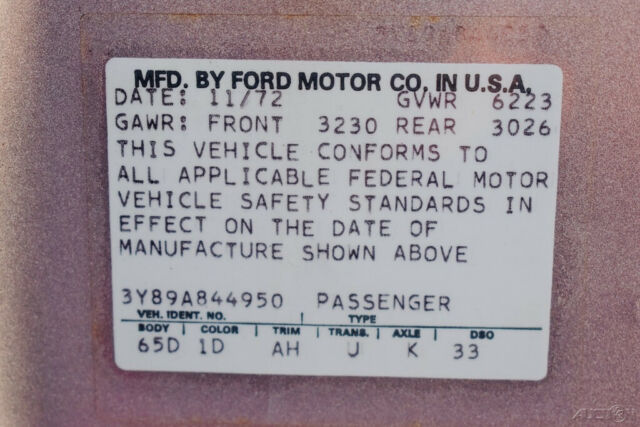 MFD. BY FORD MOTOR CO. IN U.S.A.
DATE: 11/72 GVWR 6223
GAWR: FRONT 3230 REAR 3026
THIS VEHICLE CONFORMS TO
ALL APPLICABLE FEDERAL MOTOR
VEHICLE SAFETY STANDARDS IN
EFFECT ON THE DATE OF
MANUFACTURE SHOWN ABOVE
3Y89A844950 PASSENGER
VEH. IDENT. NO. TYPE
BODY COLOR TRIM TRANS. AXLE DSO
65D 1D AH U K 33